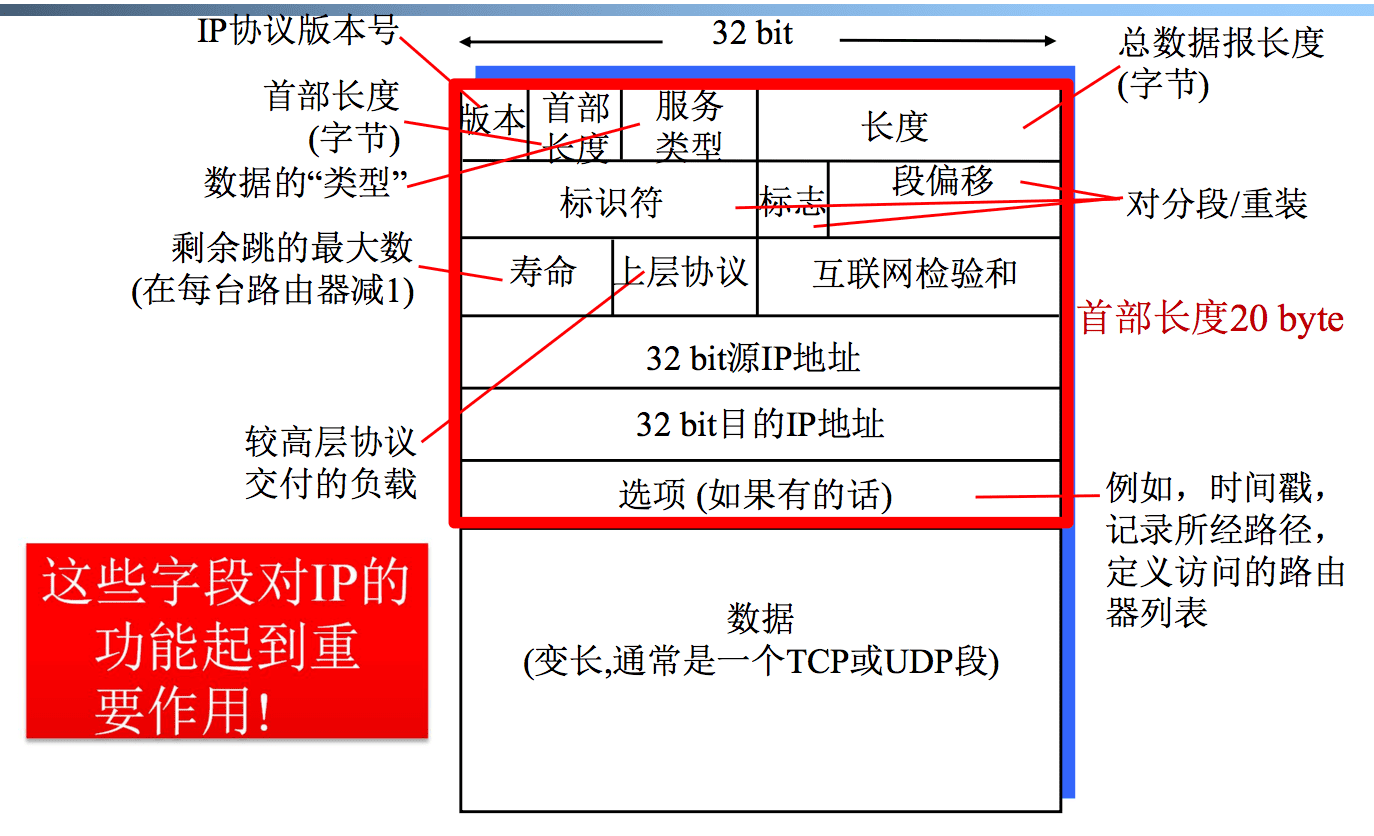 IP协议版本号
32 bit
总数据报长度
(字节)
首部长度
(字节)
数据的“类型”
版本
首部
长度
服务
类型
长度
标识符
标志
段偏移
对分段/重装
剩余跳的最大数
(在每台路由器减1)
寿命
上层协议
互联网检验和
首部长度20 byte
32 bit源IP地址
32 bit目的IP地址
较高层协议
交付的负载
选项 (如果有的话)
例如，时间戳，
记录所经路径，
定义访问的路由
器列表
这些字段对IP的
功能起到重
要作用!
数据
(变长,通常是一个TCP或UDP段)